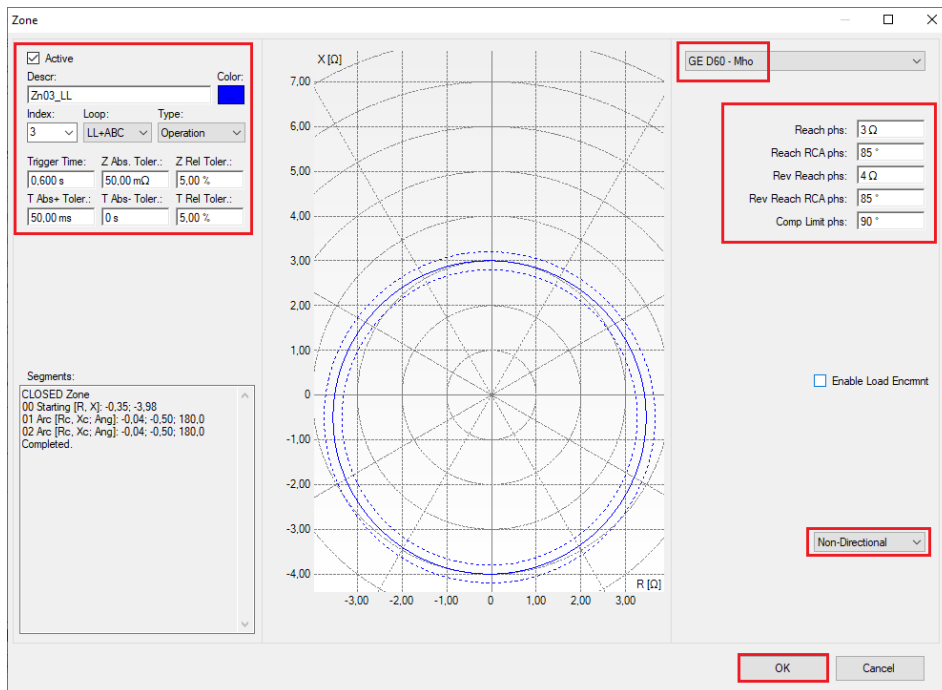 Zone
Active
Descr: Color:
Zn03_LL
Index: Loop: Type:
3 LL+ABC Operation
Trigger Time: Z Abs. Toler.: Z Rel Toler.:
0,600 s 50,00 mΩ 5,00 %
T Abs+ Toler.: T Abs- Toler.: T Rel Toler.:
50,00 ms 0 s 5,00 %
Segments:
CLOSED Zone
00 Starting [R, X]: -0,35; -3,98
01 Arc [Rc, Xc; Ang]: -0,04; -0,50; 180,0
02 Arc [Rc, Xc; Ang]: -0,04; -0,50; 180,0
Completed.
X [Ω]
7,00
6,00
5,00
4,00
3,00
2,00
1,00
0
-1,00
-2,00
-3,00
-4,00
R [Ω]
-3,00 -2,00 -1,00 0 1,00 2,00 3,00
GE D60 - Mho
Reach phs: 3 Ω
Reach RCA phs: 85 °
Rev Reach phs: 4 Ω
Rev Reach RCA phs: 85 °
Comp Limit phs: 90 °
Enable Load Encrmnt
Non-Directional
OK Cancel